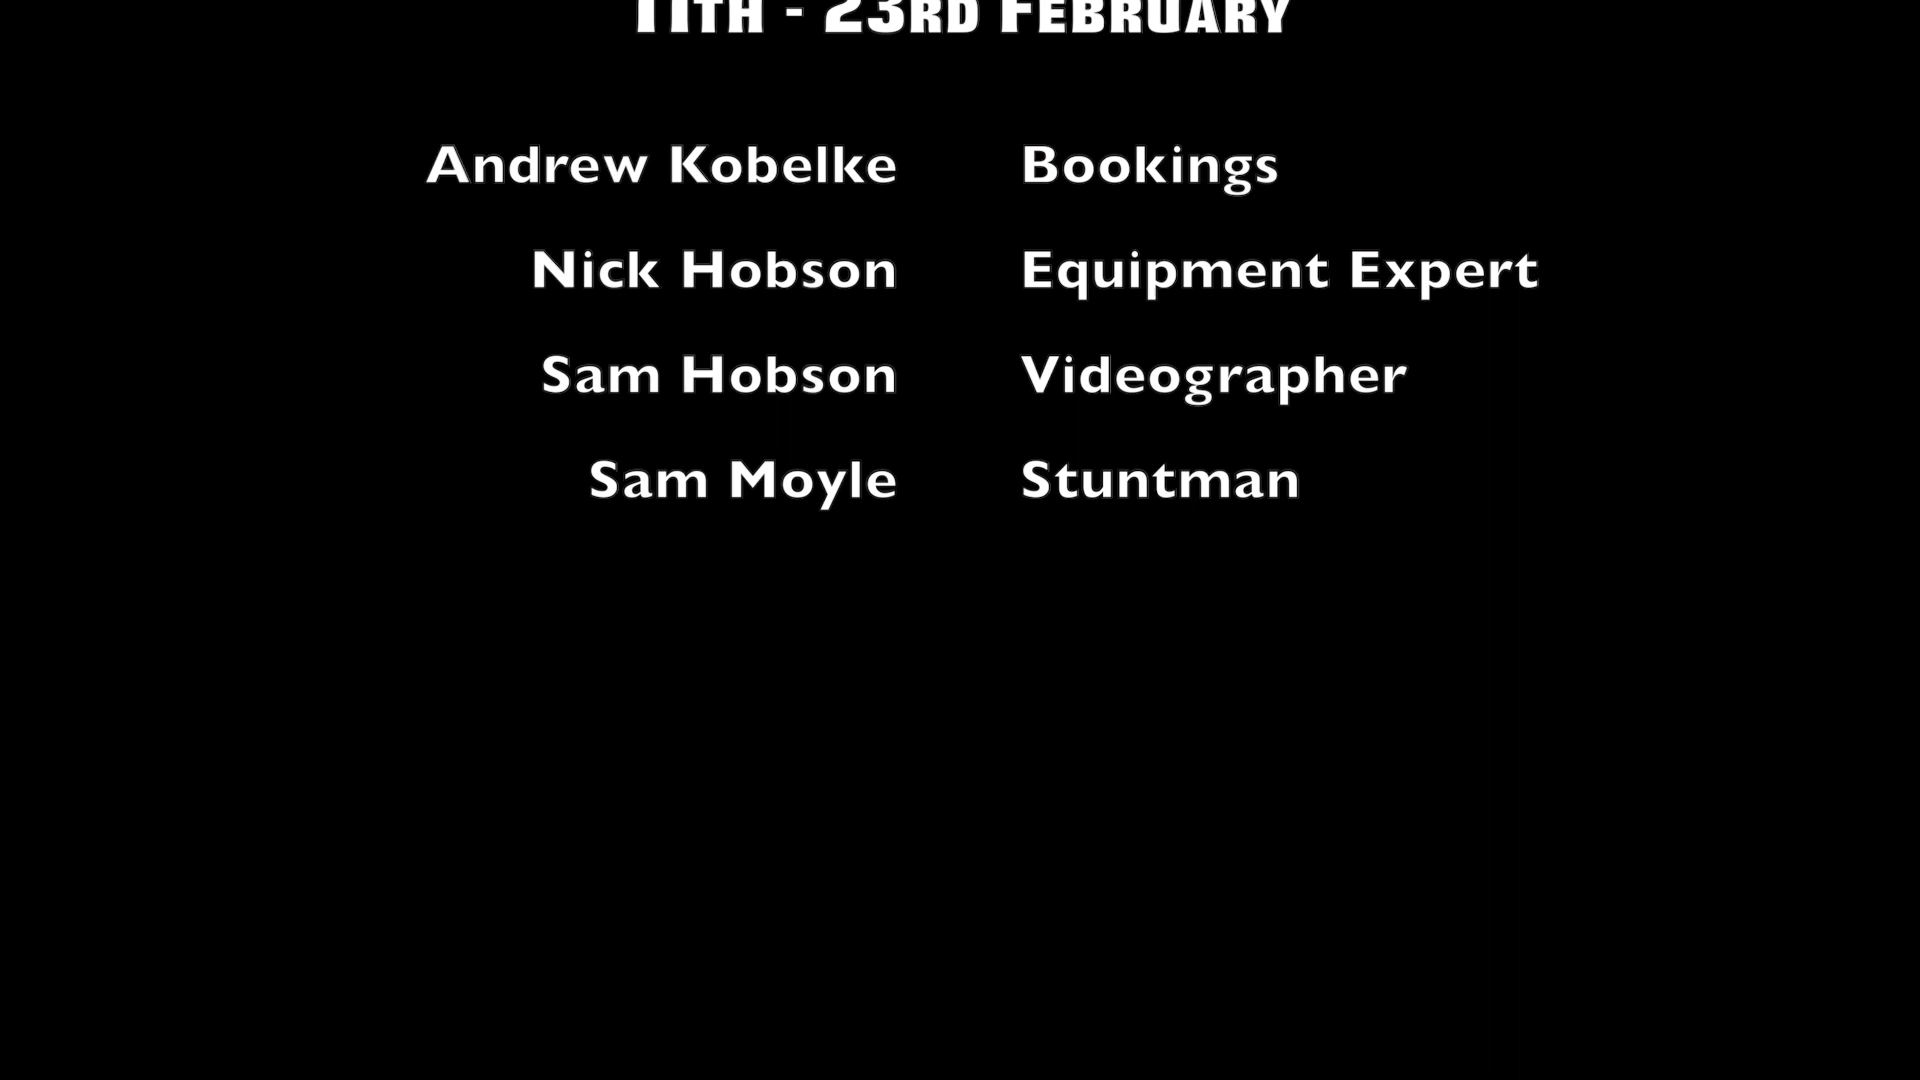 11th - 23rd February
Andrew Kobelke Bookings
Nick Hobson Equipment Expert
Sam Hobson Videographer
Sam Moyle Stuntman